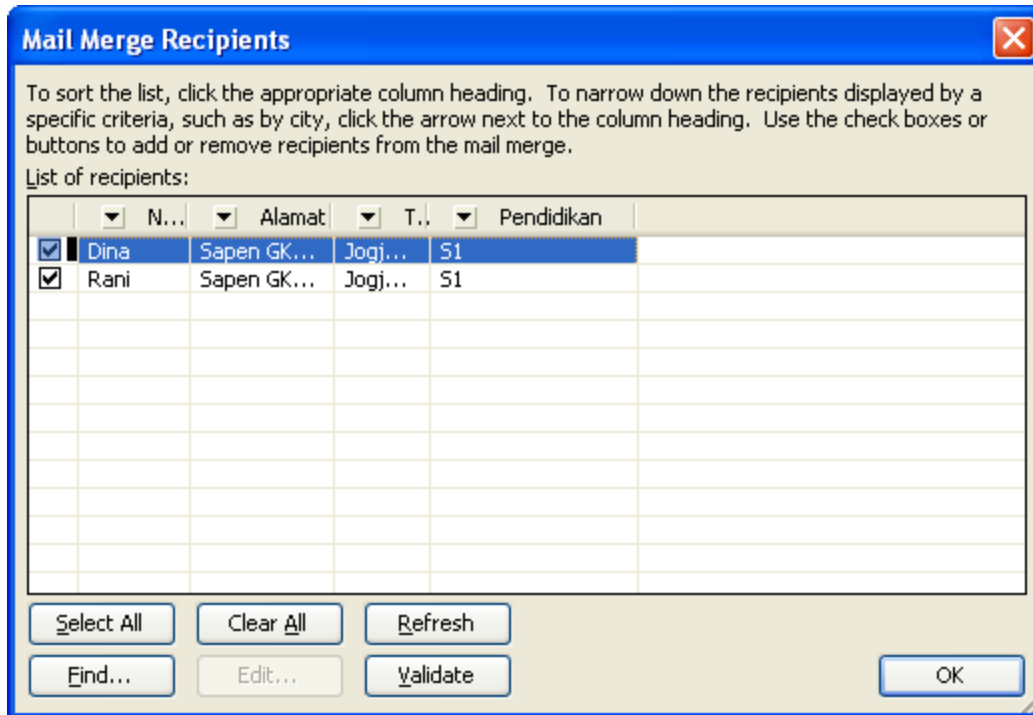 Mail Merge Recipients
To sort the list, click the appropriate column heading. To narrow down the recipients displayed by a
specific criteria, such as by city, click the arrow next to the column heading. Use the check boxes or
buttons to add or remove recipients from the mail merge.
List of recipients:
N... Alamat T.. Pendidikan
Dina Sapen GK... Jogj... S1
Rani Sapen GK... Jogj... S1
Select All Clear All Refresh
Find... Edit... Validate OK